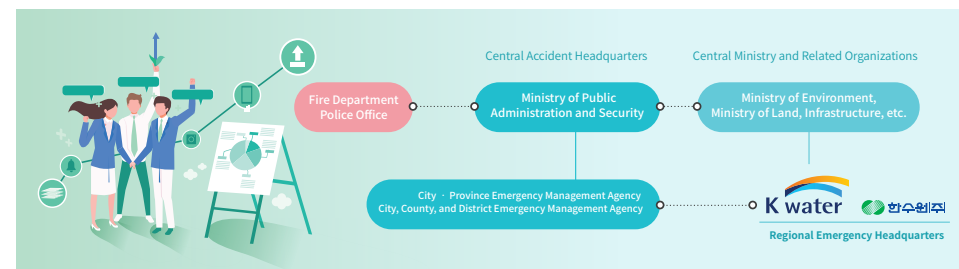 Central Accident Headquarters
Central Ministry and Related Organizations
Fire Department
Police Office
Ministry of Public
Administration and Security
Ministry of Environment,
Ministry of Land, Infrastructure, etc.
City · Province Emergency Management Agency
City, County, and District Emergency Management Agency
K water
한수원(주)
Regional Emergency Headquarters